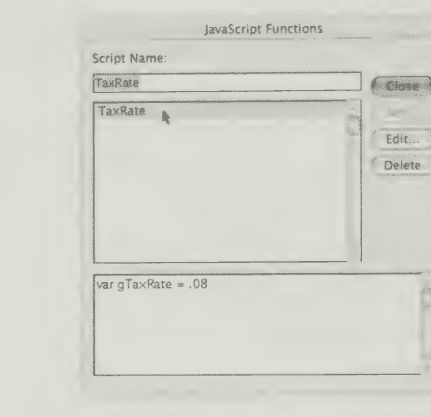 JavaScript Functions
Script Name:
TaxRate
Close
TaxRate
Edit...
Delete
var gTaxRate = .08